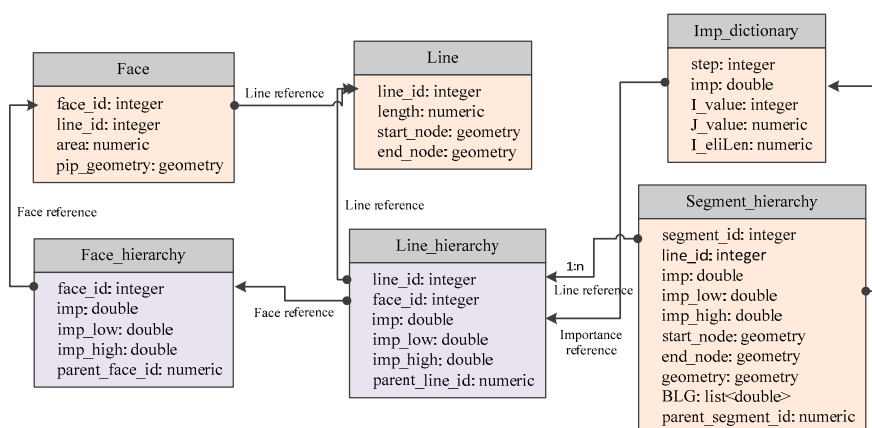 Face
face_id: integer
line_id: integer
area: numeric
pip_geometry: geometry
Line reference
Line
line_id: integer
length: numeric
start_node: geometry
end_node: geometry
Imp_dictionary
step: integer
imp: double
I_value: integer
J_value: numeric
I_eliLen: numeric
Face reference
Line reference
Face_hierarchy
face_id: integer
imp: double
imp_low: double
imp_high: double
parent_face_id: numeric
Face reference
Line_hierarchy
line_id: integer
face_id: integer
imp: double
imp_low: double
imp_high: double
parent_line_id: numeric
1:n
Line reference
Importance
reference
Segment_hierarchy
segment_id: integer
line_id: integer
imp: double
imp_low: double
imp_high: double
start_node: geometry
end_node: geometry
geometry: geometry
BLG: list<double>
parent_segment_id: numeric